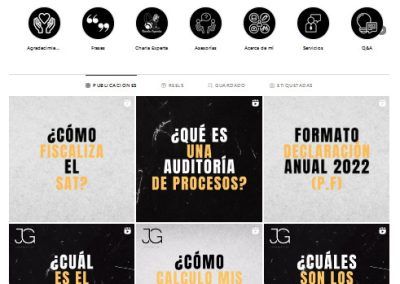 Agradecimie...
Frases
Charla Experta
Asesorías
Acerca de mí
Servicios
Q&A
PUBLICACIONES
REELS
GUARDADO
ETIQUETADAS
¿CÓMO
FISCALIZA
EL
SAT?
¿QUÉ ES
UNA
AUDITORÍA
DE PROCESOS?
FORMATO
DECLARACIÓN
ANUAL 2022
(P.F)
JG
¿CUÁL
ES EL
JG
¿CÓMO
CALCULO MIS
JG
¿CUÁLES
SON LOS